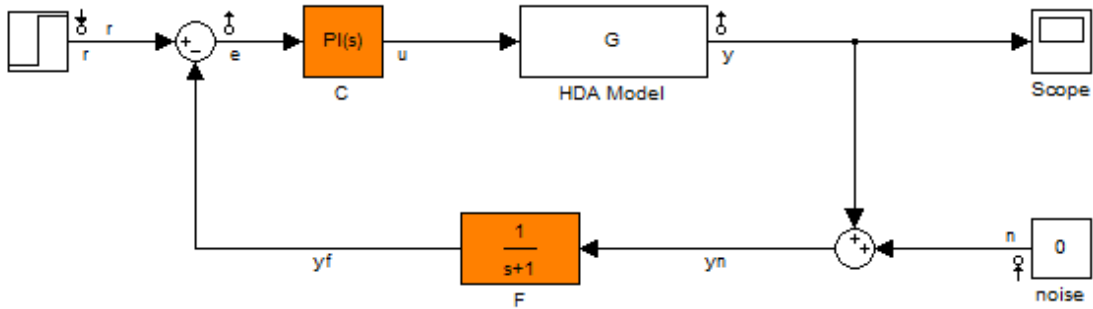 r
r
+
−
e
PI(s)
C
u
G
HDA Model
y
Scope
yf
1
s+1
F
yn
+
+
n
0
noise